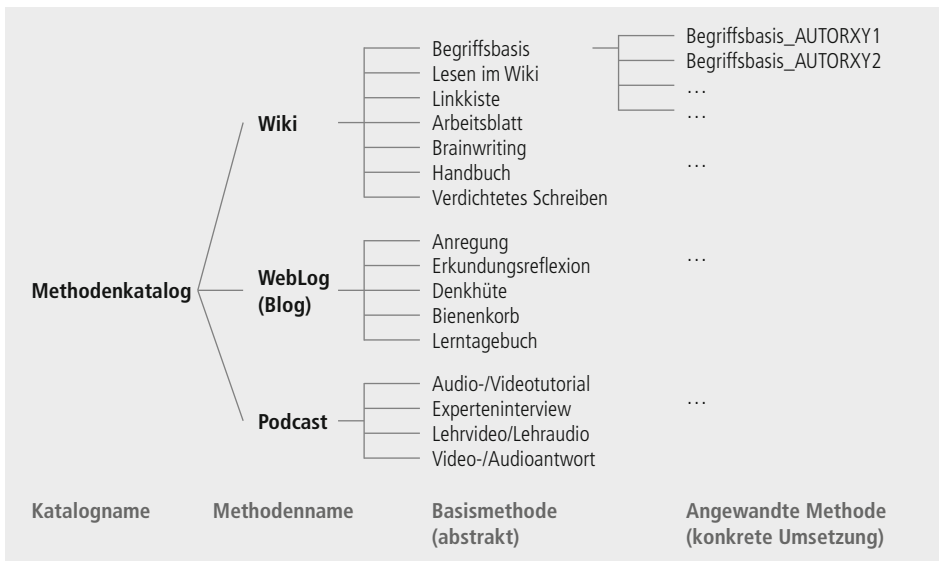 Methodenkatalog
Wiki
Begriffsbasis
Lesen im Wiki
Linkkiste
Arbeitsblatt
Brainwriting
Handbuch
Verdichtetes Schreiben
Begriffsbasis_AUTORXY1
Begriffsbasis_AUTORXY2
...
...
...
WebLog
(Blog)
Anregung
Erkundungsreflexion
Denkhüte
Bienenkorb
Lerntagebuch
...
Podcast
Audio-/Videotutorial
Experteninterview
Lehrvideo/Lehraudio
Video-/Audioantwort
...
Katalogname
Methodenname
Basismethode
(abstrakt)
Angewandte Methode
(konkrete Umsetzung)